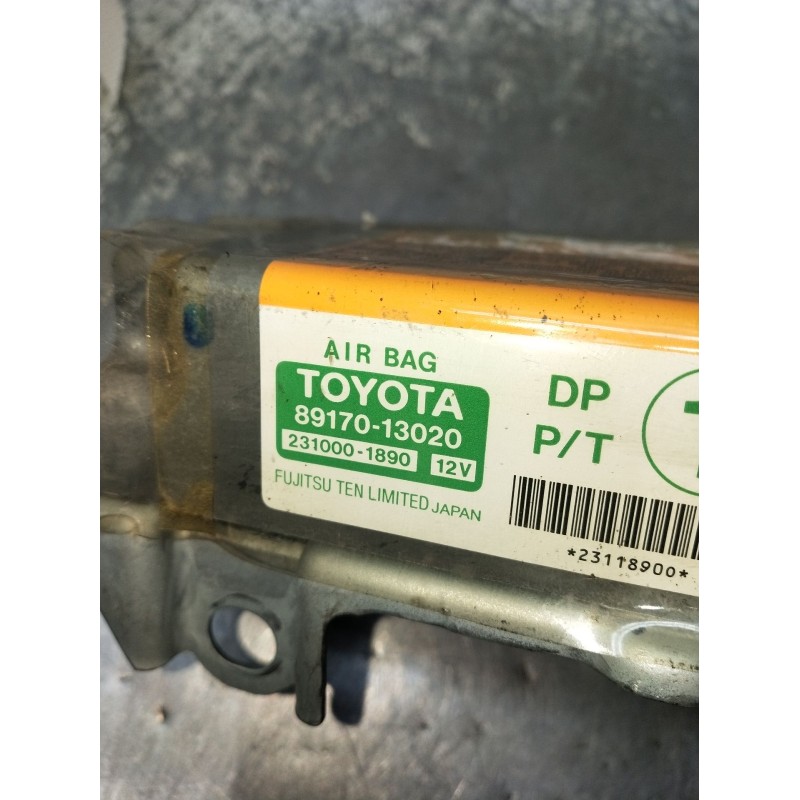 AIR BAG
TOYOTA
89170-13020
231000-1890 12V
FUJITSU TEN LIMITED JAPAN
DP
P/T
*23118900*